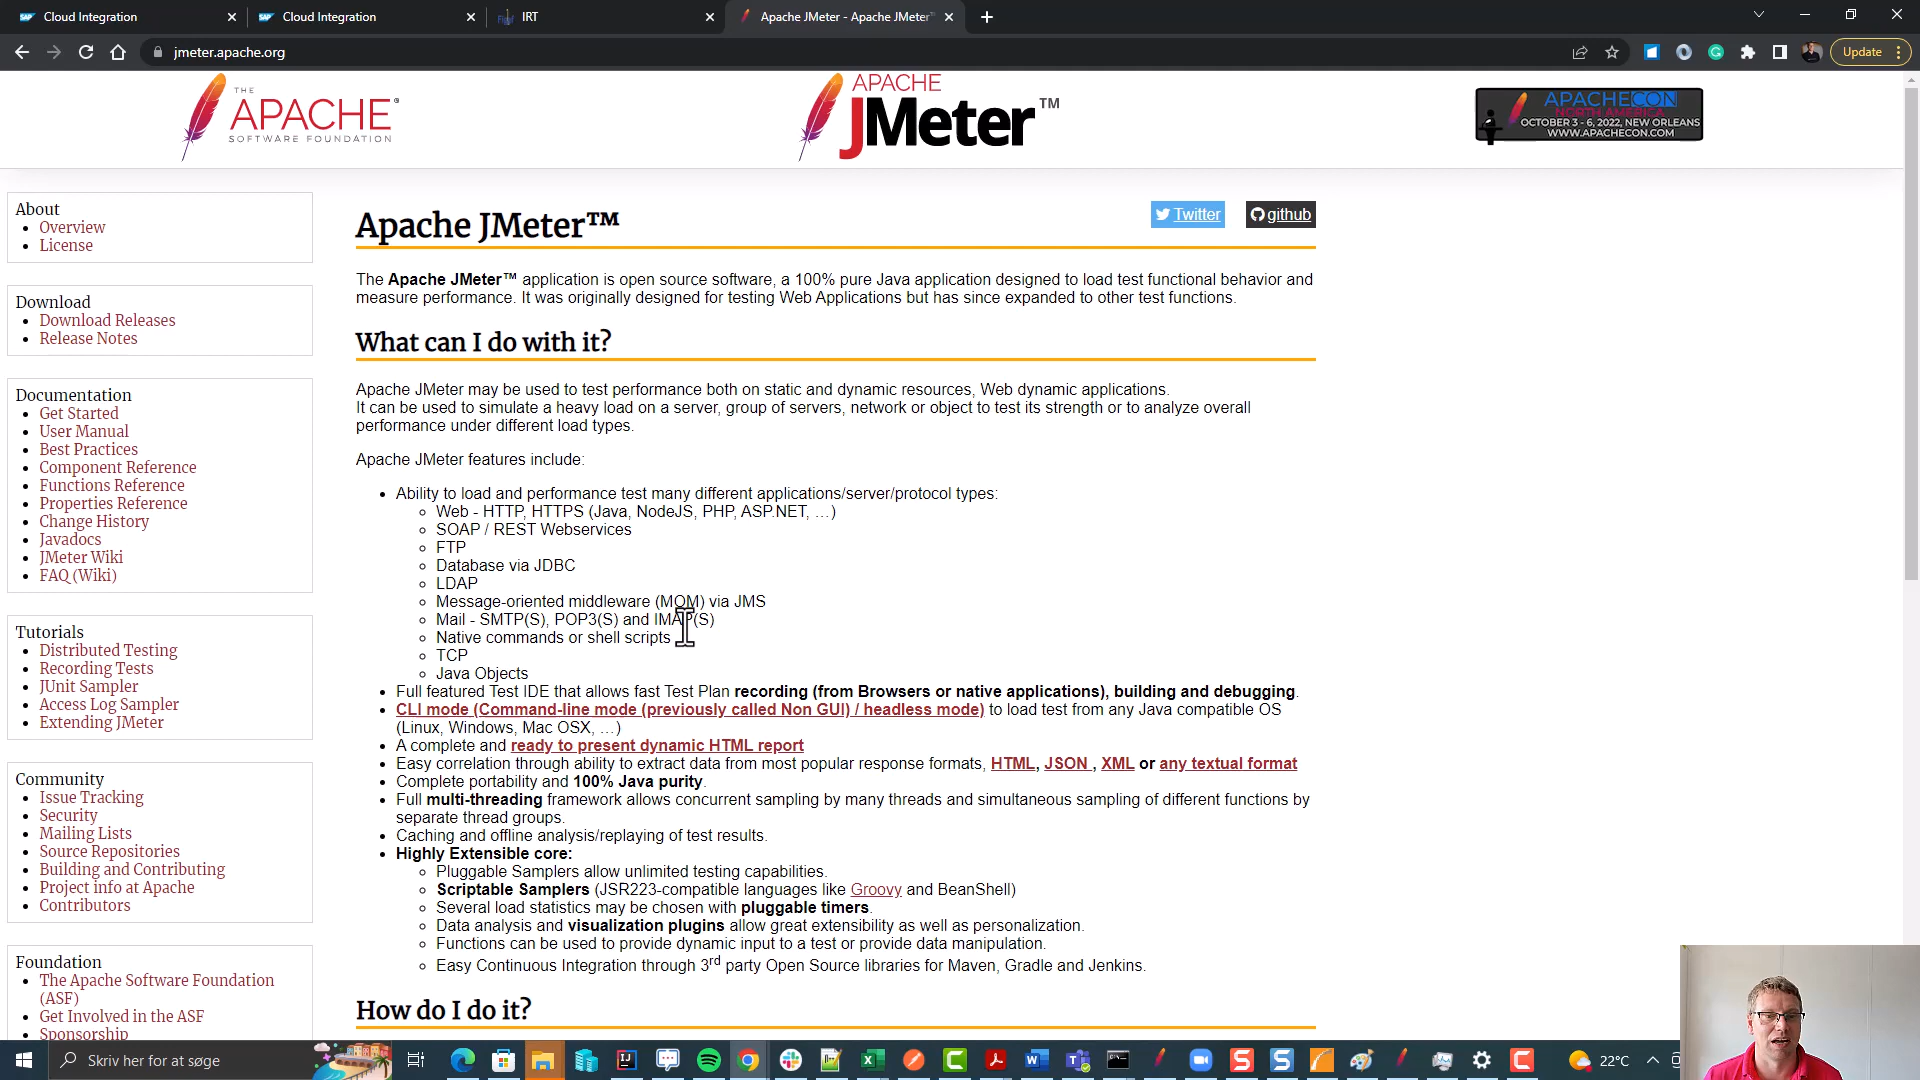 Cloud Integration
Cloud Integration
IRT
Apache JMeter - Apache JMeter™
jmeter.apache.org
Update
THE
APACHE®
SOFTWARE FOUNDATION
APACHE
JMeter™
APACHECON
NORTH AMERICA
OCTOBER 3 - 6, 2022, NEW ORLEANS
WWW.APACHECON.COM
About
Overview
License
Download
Download Releases
Release Notes
Documentation
Get Started
User Manual
Best Practices
Component Reference
Functions Reference
Properties Reference
Change History
Javadocs
JMeter Wiki
FAQ (Wiki)
Tutorials
Distributed Testing
Recording Tests
JUnit Sampler
Access Log Sampler
Extending JMeter
Community
Issue Tracking
Security
Mailing Lists
Source Repositories
Building and Contributing
Project info at Apache
Contributors
Foundation
The Apache Software Foundation
(ASF)
Get Involved in the ASF
Sponsorship
Apache JMeter™
Twitter
github
The Apache JMeter™ application is open source software, a 100% pure Java application designed to load test functional behavior and
measure performance. It was originally designed for testing Web Applications but has since expanded to other test functions.
What can I do with it?
Apache JMeter may be used to test performance both on static and dynamic resources, Web dynamic applications.
It can be used to simulate a heavy load on a server, group of servers, network or object to test its strength or to analyze overall
performance under different load types.
Apache JMeter features include:
Ability to load and performance test many different applications/server/protocol types:
Web - HTTP, HTTPS (Java, NodeJS, PHP, ASP.NET, …)
SOAP / REST Webservices
FTP
Database via JDBC
LDAP
Message-oriented middleware (MOM) via JMS
Mail - SMTP(S), POP3(S) and IMAP(S)
Native commands or shell scripts
TCP
Java Objects
Full featured Test IDE that allows fast Test Plan recording (from Browsers or native applications), building and debugging.
CLI mode (Command-line mode (previously called Non GUI) / headless mode) to load test from any Java compatible OS
(Linux, Windows, Mac OSX, …)
A complete and ready to present dynamic HTML report
Easy correlation through ability to extract data from most popular response formats, HTML, JSON , XML or any textual format
Complete portability and 100% Java purity.
Full multi-threading framework allows concurrent sampling by many threads and simultaneous sampling of different functions by
separate thread groups.
Caching and offline analysis/replaying of test results.
Highly Extensible core:
Pluggable Samplers allow unlimited testing capabilities.
Scriptable Samplers (JSR223-compatible languages like Groovy and BeanShell)
Several load statistics may be chosen with pluggable timers.
Data analysis and visualization plugins allow great extensibility as well as personalization.
Functions can be used to provide dynamic input to a test or provide data manipulation.
Easy Continuous Integration through 3rd party Open Source libraries for Maven, Gradle and Jenkins.
How do I do it?
Skriv her for at søge
22°C